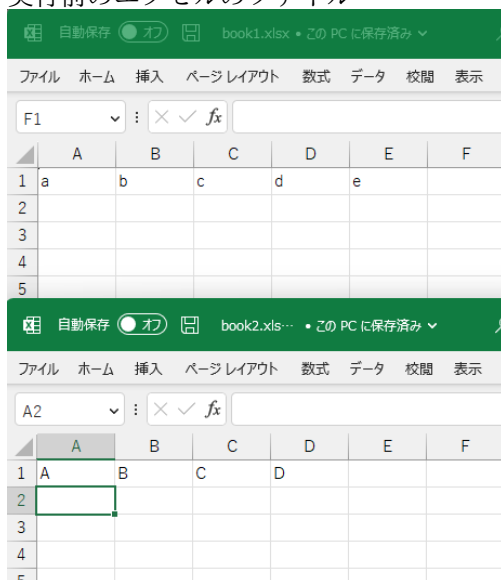 実行前のエクセルのファイル
自動保存 オフ book1.xlsx • この PC に保存済み
ファイル ホーム 挿入 ページ レイアウト 数式 データ 校閲 表示
F1 fx
A B C D E F
1 a b c d e
2
3
4
5
自動保存 オフ book2.xls… • この PC に保存済み
ファイル ホーム 挿入 ページ レイアウト 数式 データ 校閲 表示
A2 fx
A B C D E F
1 A B C D
2
3
4
5